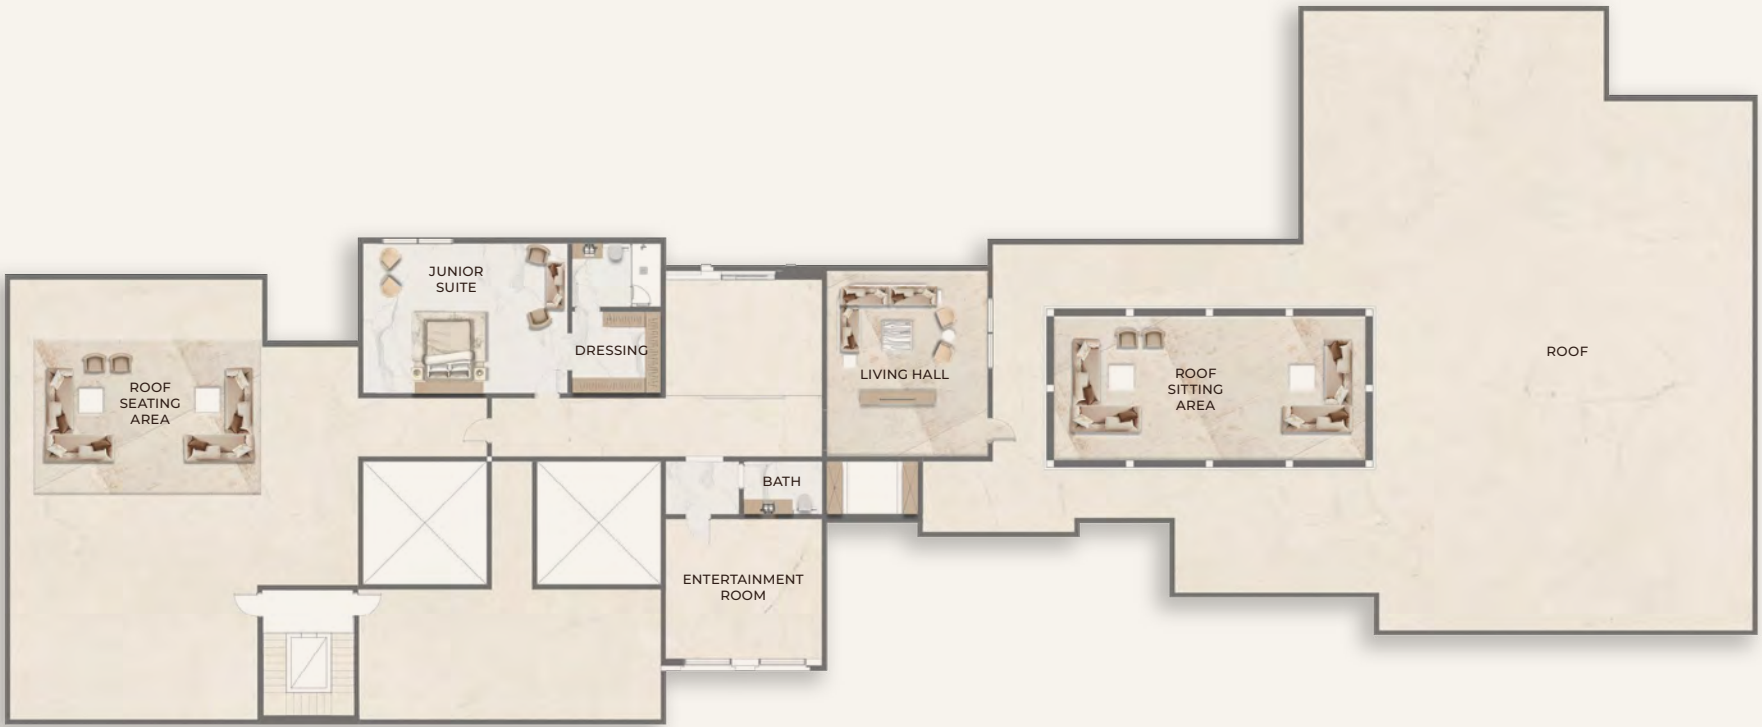 JUNIOR
SUITE
DRESSING
ROOF
SEATING
AREA
LIVING HALL
ROOF
SITTING
AREA
ROOF
BATH
ENTERTAINMENT
ROOM